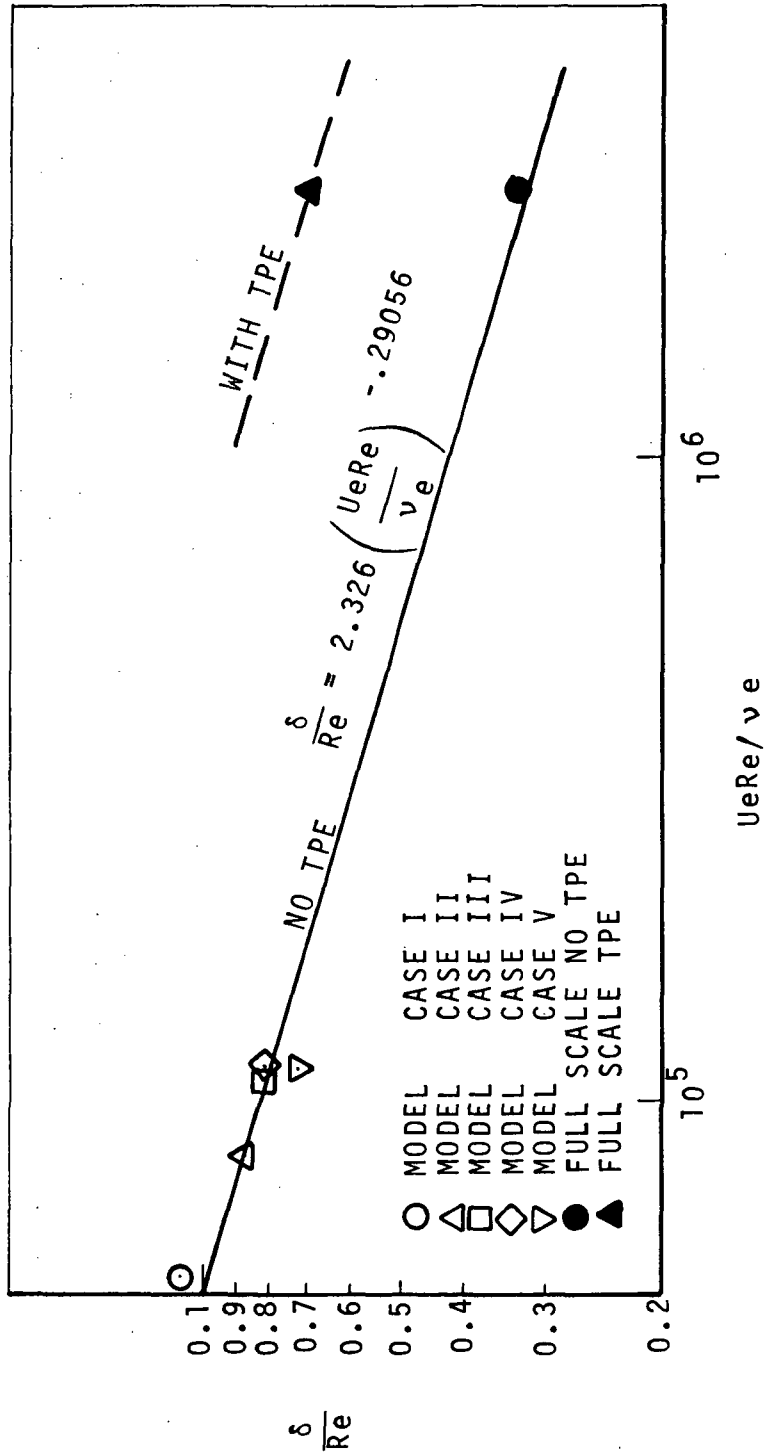 WITH TPE
NO TPE
δ/Re = 2.326 (UeRe/νe) -.29056
δ/Re
0.1
0.9
0.8
0.7
0.6
0.5
0.4
0.3
0.2
MODEL CASE I
MODEL CASE II
MODEL CASE III
MODEL CASE IV
MODEL CASE V
FULL SCALE NO TPE
FULL SCALE TPE
10^5
10^6
UeRe/νe